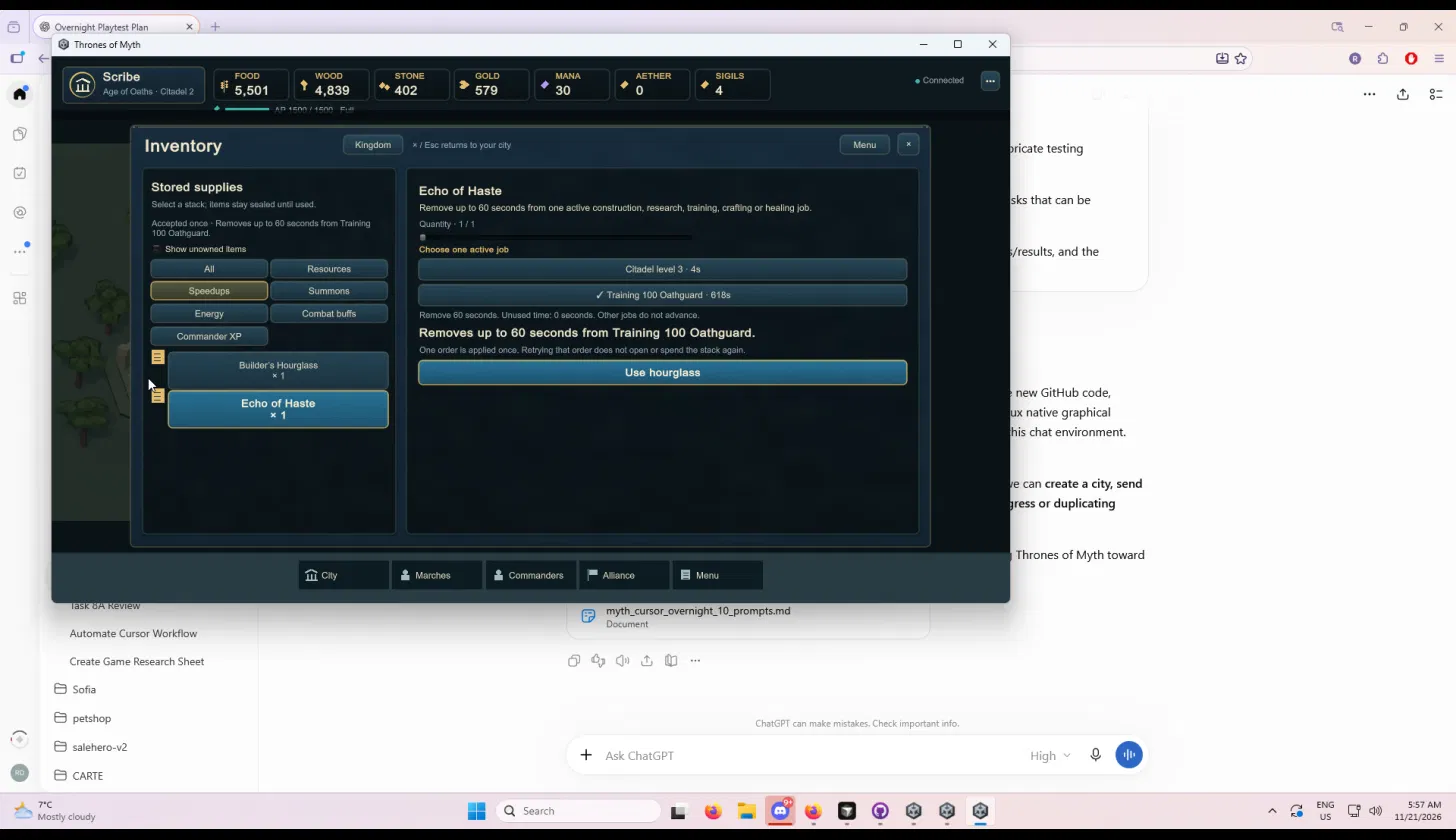 Overnight Playtest Plan
Thrones of Myth
Scribe
Age of Oaths · Citadel 2
FOOD
5,501
WOOD
4,839
STONE
402
GOLD
579
MANA
30
AETHER
0
SIGILS
4
Connected
AP 1500 / 1500 · Full
Inventory
Kingdom
× / Esc returns to your city
Menu
×
Stored supplies
Select a stack; items stay sealed until used.
Accepted once · Removes up to 60 seconds from Training
100 Oathguard.
Show unowned items
All
Resources
Speedups
Summons
Energy
Combat buffs
Commander XP
Builder's Hourglass
× 1
Echo of Haste
× 1
Echo of Haste
Remove up to 60 seconds from one active construction, research, training, crafting or healing job.
Quantity · 1 / 1
Choose one active job
Citadel level 3 · 4s
✓ Training 100 Oathguard · 618s
Remove 60 seconds. Unused time: 0 seconds. Other jobs do not advance.
Removes up to 60 seconds from Training 100 Oathguard.
One order is applied once. Retrying that order does not open or spend the stack again.
Use hourglass
City
Marches
Commanders
Alliance
Menu
ricate testing
sks that can be
s/results, and the
new GitHub code,
ux native graphical
his chat environment.
we can create a city, send
gress or duplicating
Thrones of Myth toward
myth_cursor_overnight_10_prompts.md
Document
Task 8A Review
Automate Cursor Workflow
Create Game Research Sheet
Sofia
petshop
salehero-v2
CARTE
ChatGPT can make mistakes. Check important info.
Ask ChatGPT
High
R
RD
7°C
Mostly cloudy
Search
9+
ENG
US
5:57 AM
11/21/2026